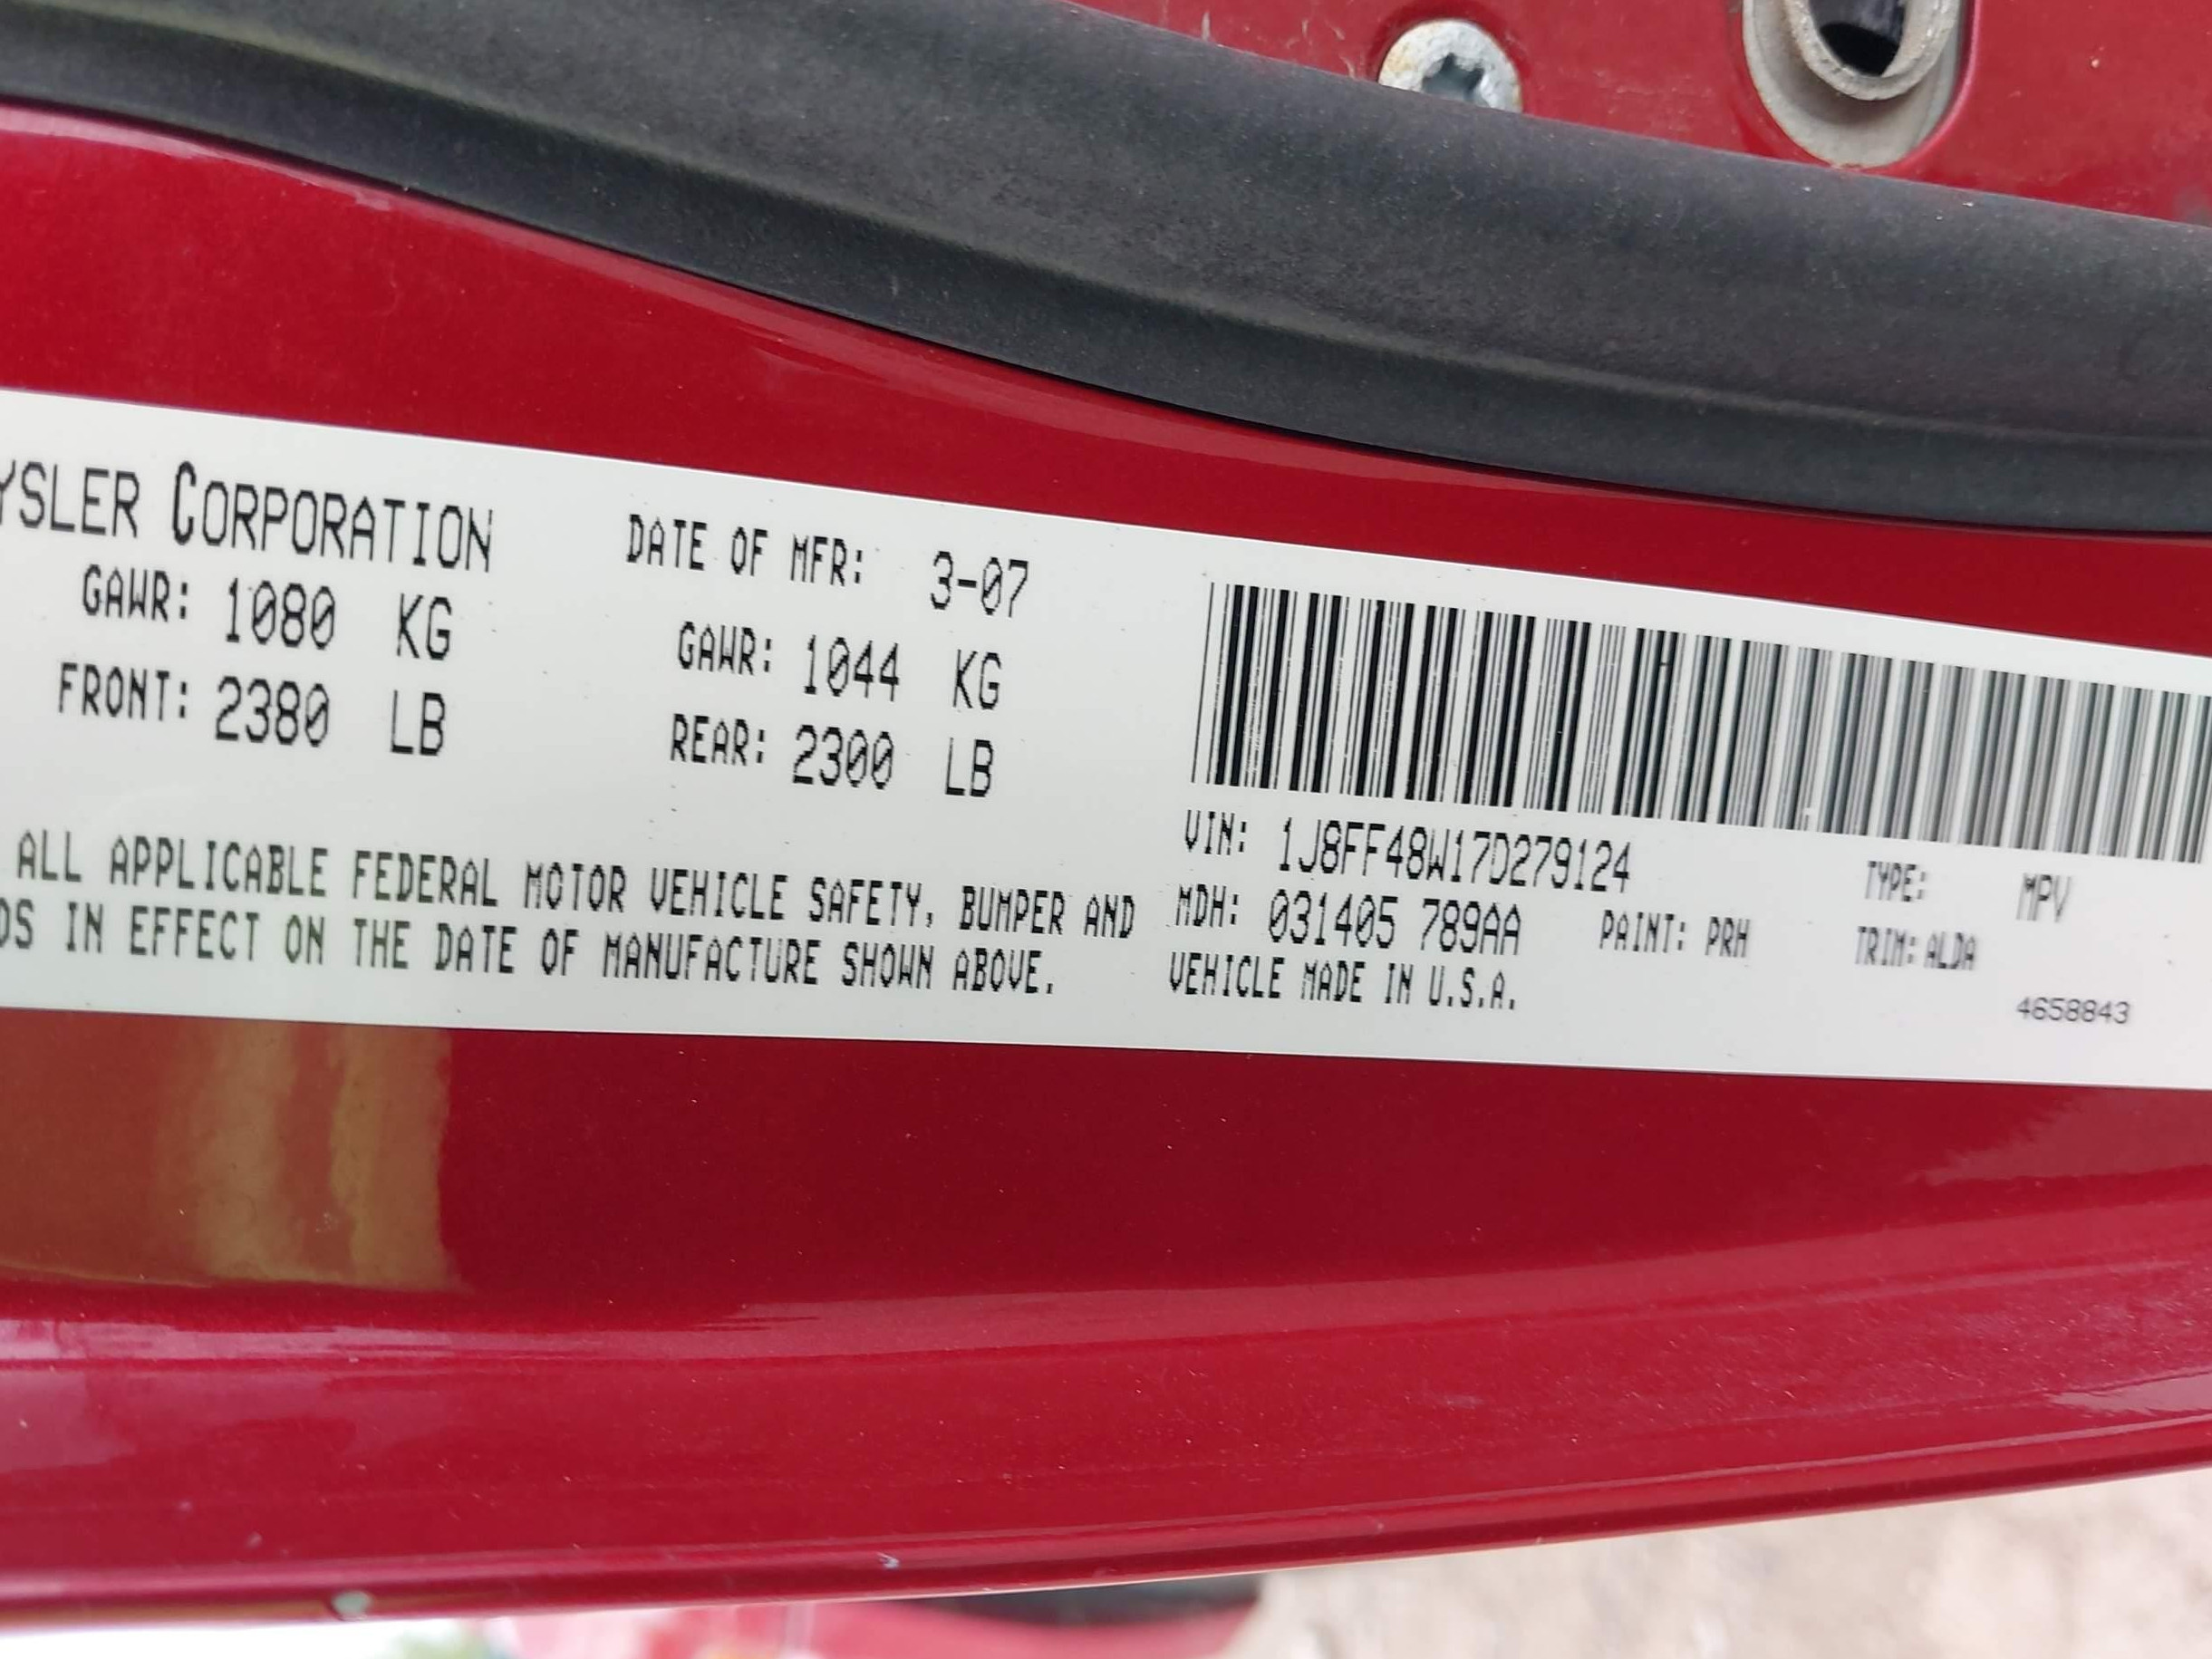 YSLER CORPORATION DATE OF MFR: 3-07
GAWR: 1080 KG GAWR: 1044 KG
FRONT: 2380 LB REAR: 2300 LB
ALL APPLICABLE FEDERAL MOTOR VEHICLE SAFETY, BUMPER AND
DS IN EFFECT ON THE DATE OF MANUFACTURE SHOWN ABOVE.
VIN: 1J8FF48W17D279124 TYPE: MPV
MDH: 031405 789AA PAINT: PRH TRIM: ALDA
VEHICLE MADE IN U.S.A. 4658843